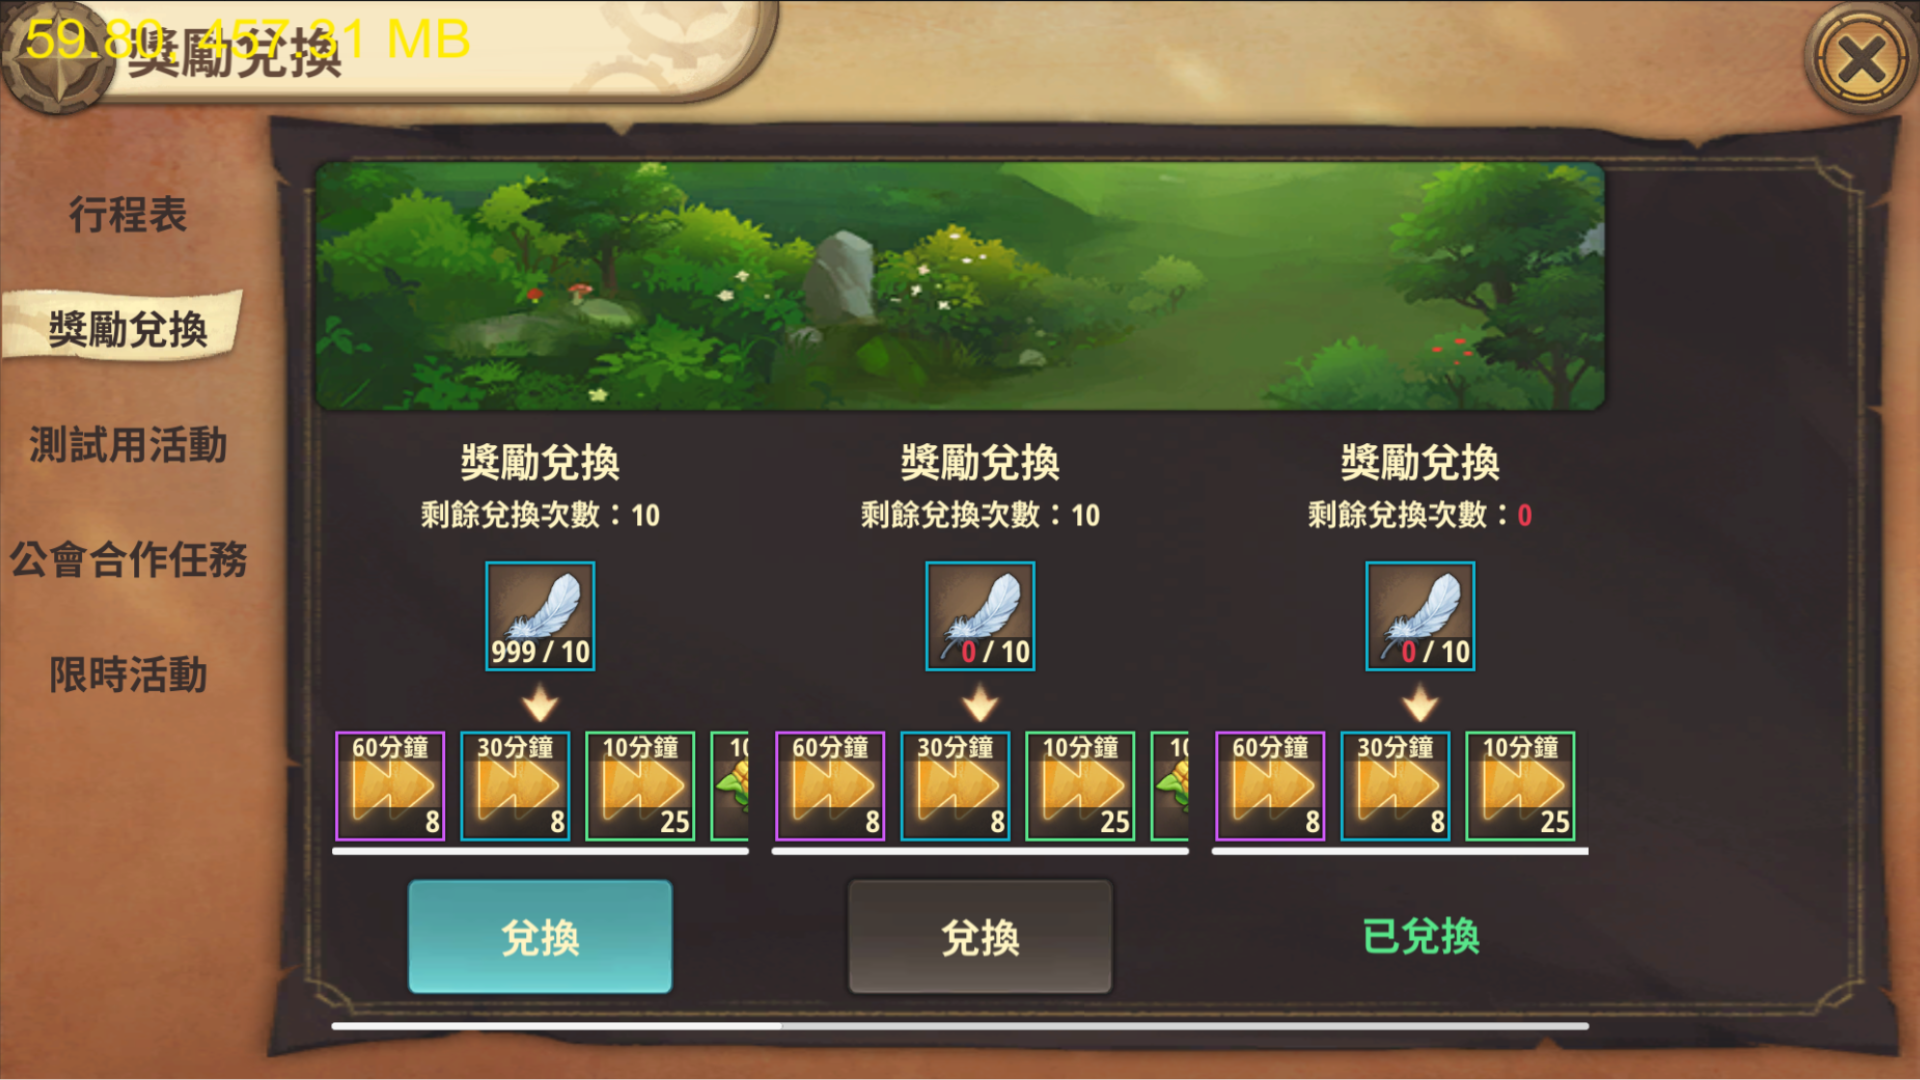 59.80, 457.31 MB
獎勵兌換
行程表
獎勵兌換
測試用活動
公會合作任務
限時活動
獎勵兌換
剩餘兌換次數：10
999 / 10
60分鐘
8
30分鐘
8
10分鐘
25
10
兌換
獎勵兌換
剩餘兌換次數：10
0 / 10
60分鐘
8
30分鐘
8
10分鐘
25
10
兌換
獎勵兌換
剩餘兌換次數：0
0 / 10
60分鐘
8
30分鐘
8
10分鐘
25
已兌換